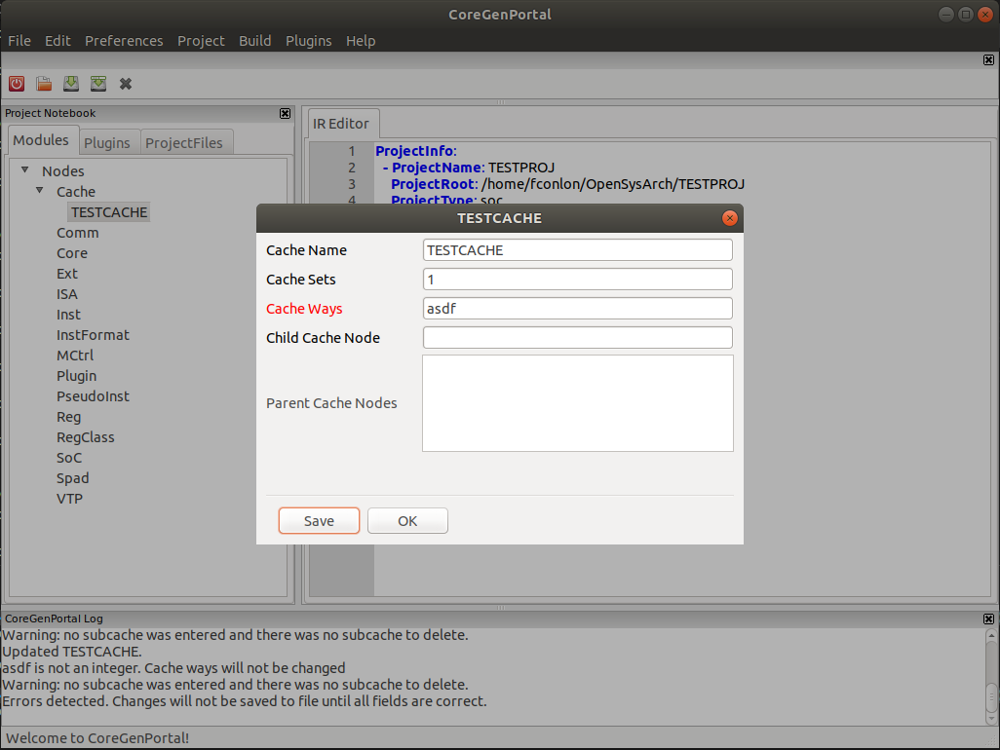 CoreGenPortal
File Edit Preferences Project Build Plugins Help
Project Notebook
Modules Plugins ProjectFiles
Nodes
Cache
TESTCACHE
Comm
Core
Ext
ISA
Inst
InstFormat
MCtrl
Plugin
PseudoInst
Reg
RegClass
SoC
Spad
VTP
IR Editor
1 ProjectInfo:
2 - ProjectName: TESTPROJ
3 ProjectRoot: /home/fconlon/OpenSysArch/TESTPROJ
4 ProjectType: soc
TESTCACHE
Cache Name TESTCACHE
Cache Sets 1
Cache Ways asdf
Child Cache Node
Parent Cache Nodes
Save OK
CoreGenPortal Log
Warning: no subcache was entered and there was no subcache to delete.
Updated TESTCACHE.
asdf is not an integer. Cache ways will not be changed
Warning: no subcache was entered and there was no subcache to delete.
Errors detected. Changes will not be saved to file until all fields are correct.
Welcome to CoreGenPortal!